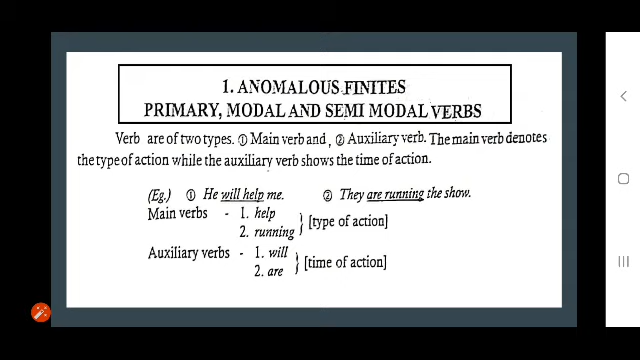 1. ANOMALOUS FINITES
PRIMARY, MODAL AND SEMI MODAL VERBS
Verb are of two types. ① Main verb and, ② Auxiliary verb. The main verb denotes
the type of action while the auxiliary verb shows the time of action.
(Eg.) ① He will help me. ② They are running the show.
Main verbs - 1. help
2. running } [type of action]
Auxiliary verbs - 1. will
2. are } [time of action]